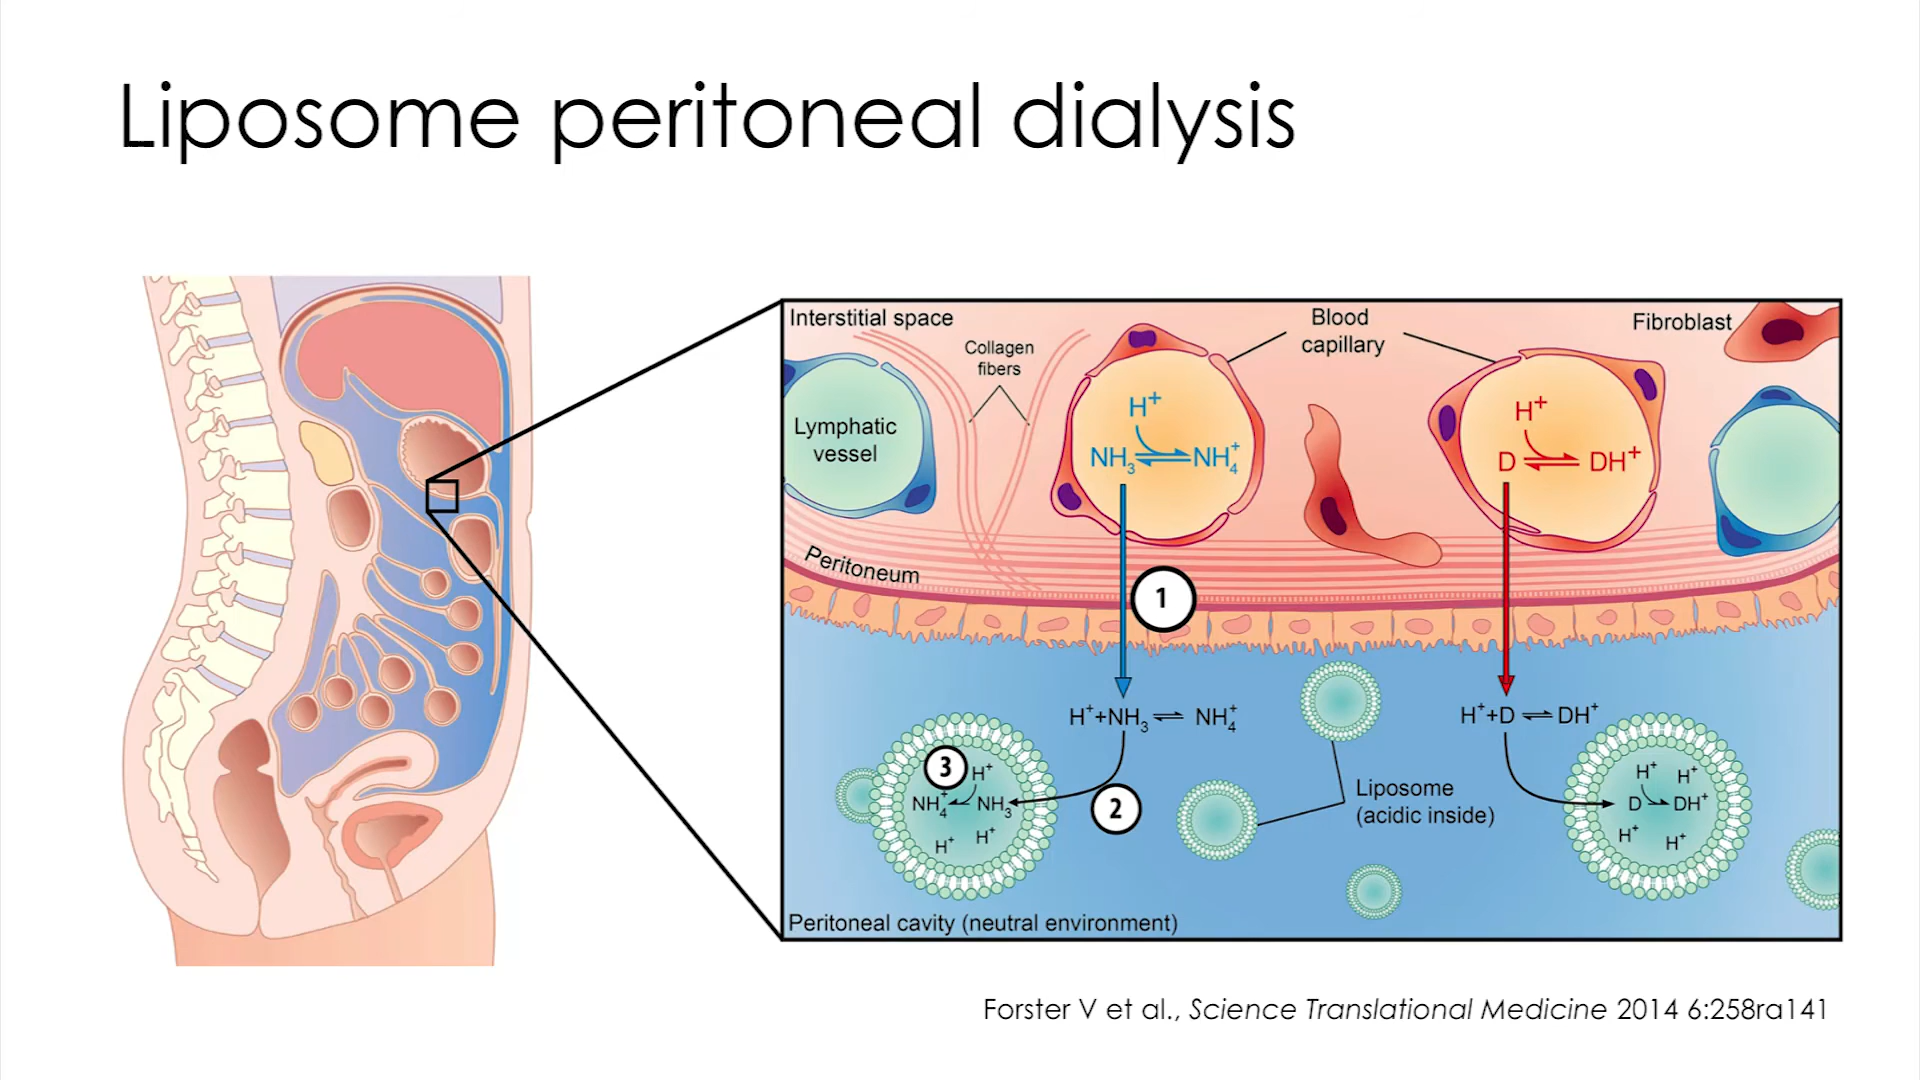 Liposome peritoneal dialysis
Interstitial space
Collagen
fibers
Blood
capillary
Fibroblast
Lymphatic
vessel
H⁺
NH₃ ⇌ NH₄⁺
H⁺
D ⇌ DH⁺
Peritoneum
1
H⁺+NH₃ ⇌ NH₄⁺
H⁺+D ⇌ DH⁺
3
H⁺
NH₄⁺ NH₃
H⁺ H⁺
2
Liposome
(acidic inside)
H⁺ H⁺
D DH⁺
H⁺ H⁺
Peritoneal cavity (neutral environment)
Forster V et al., Science Translational Medicine 2014 6:258ra141